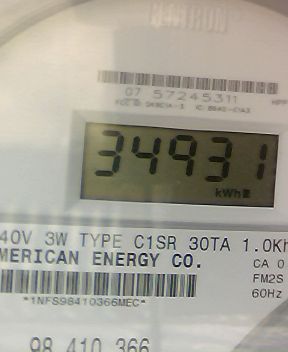 07 57245311
34931
kWh
40V 3W TYPE C1SR 30TA 1.0Kh
MERICAN ENERGY CO.
CA 0
FM2S
*1NFS98410366MEC*
60Hz
98 410 366